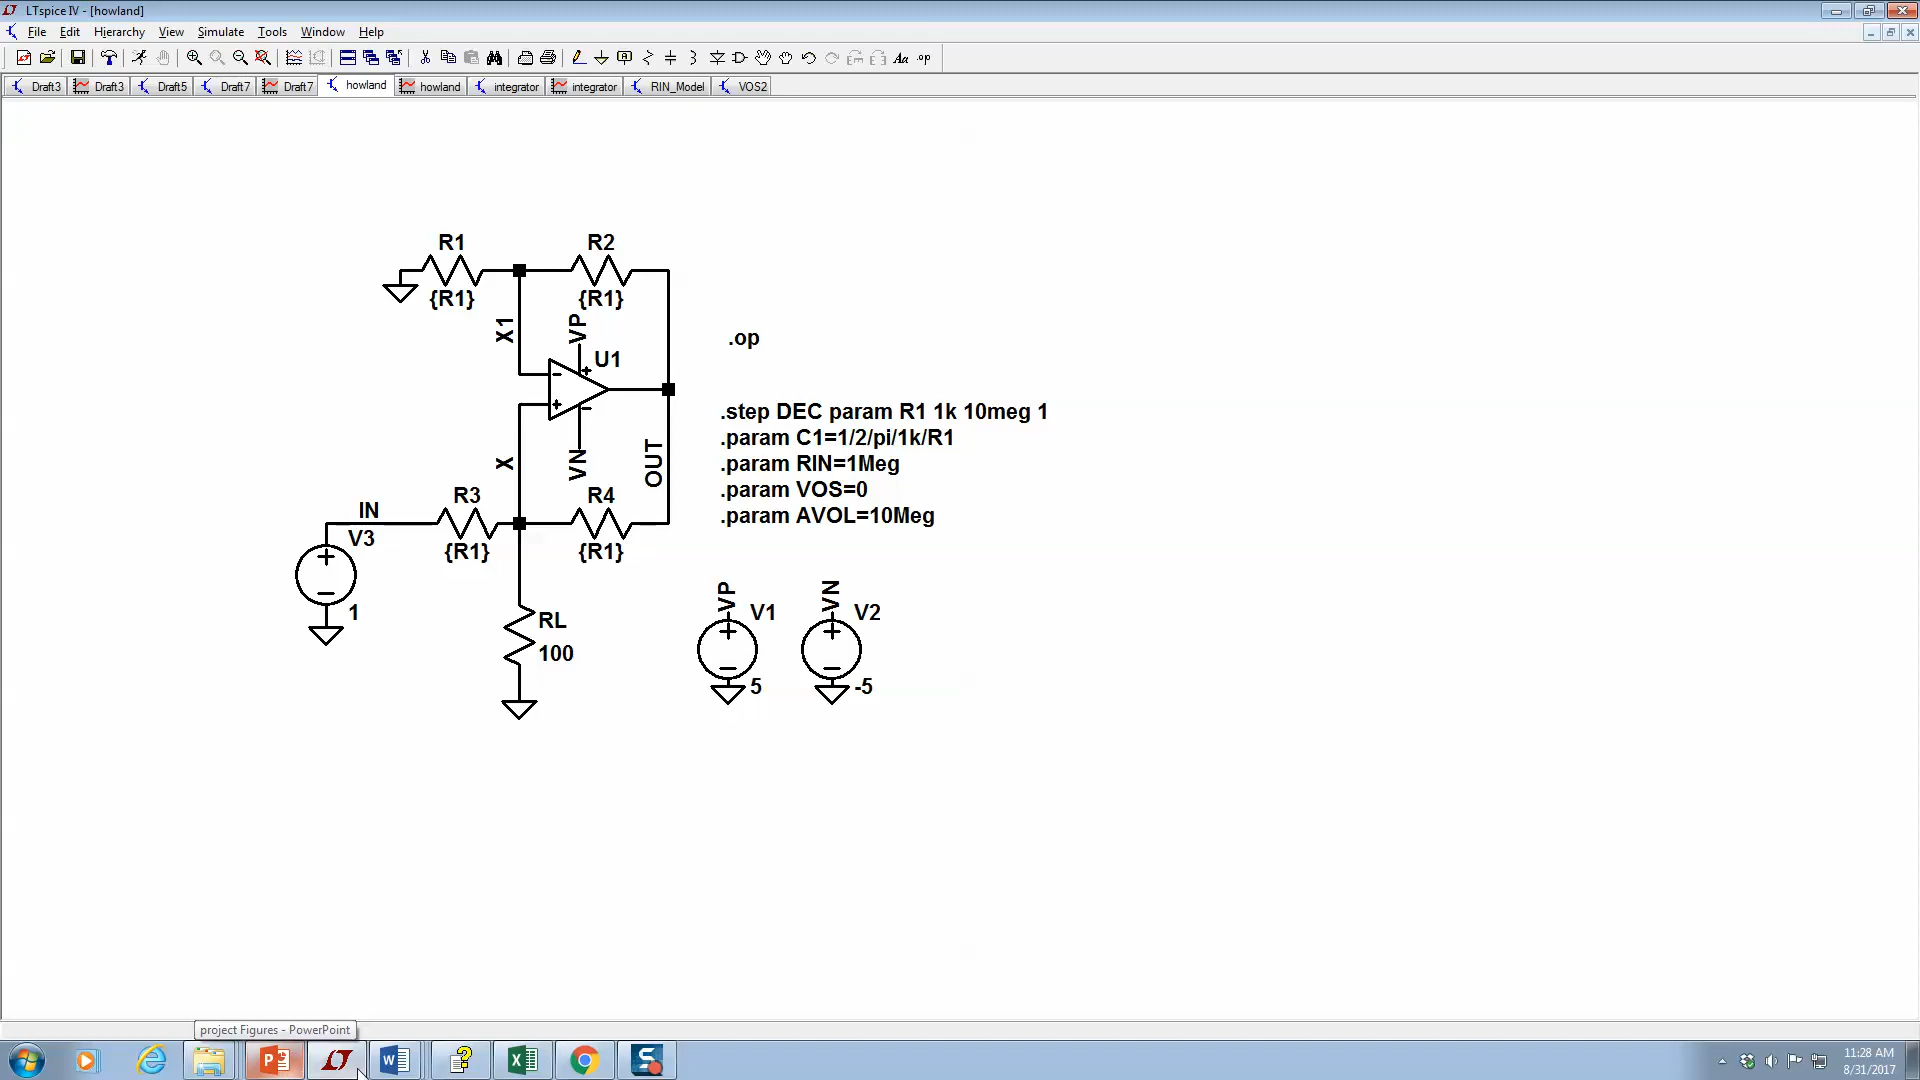 LTspice IV - [howland]
File Edit Hierarchy View Simulate Tools Window Help
Aa .op
Draft3 Draft3 Draft5 Draft7 Draft7 howland howland integrator integrator RIN_Model VOS2
R1 R2
{R1} {R1}
X1 VP
.op
U1
.step DEC param R1 1k 10meg 1
.param C1=1/2/pi/1k/R1
X VN OUT
.param RIN=1Meg
.param VOS=0
R3 R4
IN
.param AVOL=10Meg
V3
{R1} {R1}
VP VN
1
RL
V1 V2
100
5 -5
project Figures - PowerPoint
11:28 AM
8/31/2017